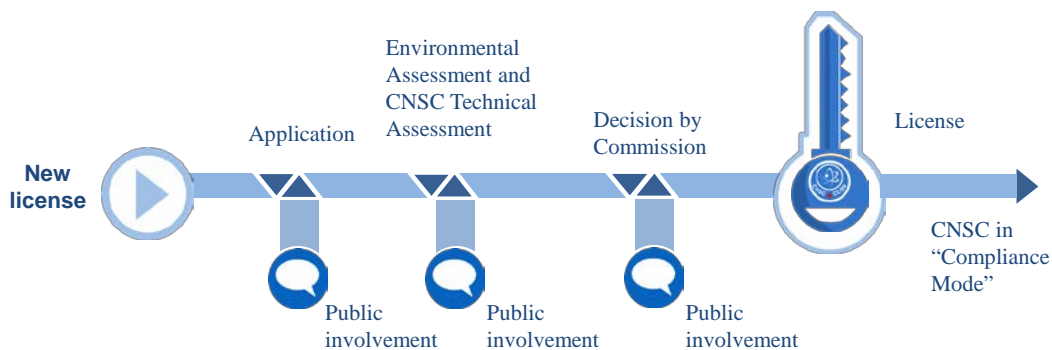 New
license
Application
Environmental
Assessment and
CNSC Technical
Assessment
Decision by
Commission
License
CNSC in
“Compliance
Mode”
Public
involvement
Public
involvement
Public
involvement